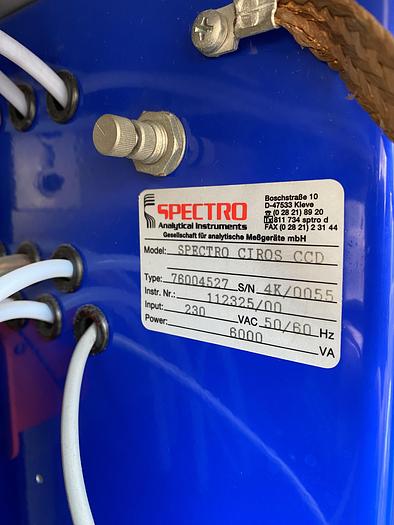 SPECTRO
Analytical Instruments
Boschstraße 10
D-47533 Kleve
☎ (0 28 21) 89 20
811 734 sptro d
FAX (0 28 21) 2 31 44
Gesellschaft für analytische Meßgeräte mbH
Model: SPECTRO CIROS CCD
Type: 76004527 S/N 4K/0055
Instr. Nr.: 112325/00
Input: 230 VAC 50/60 Hz
Power: 6000 VA